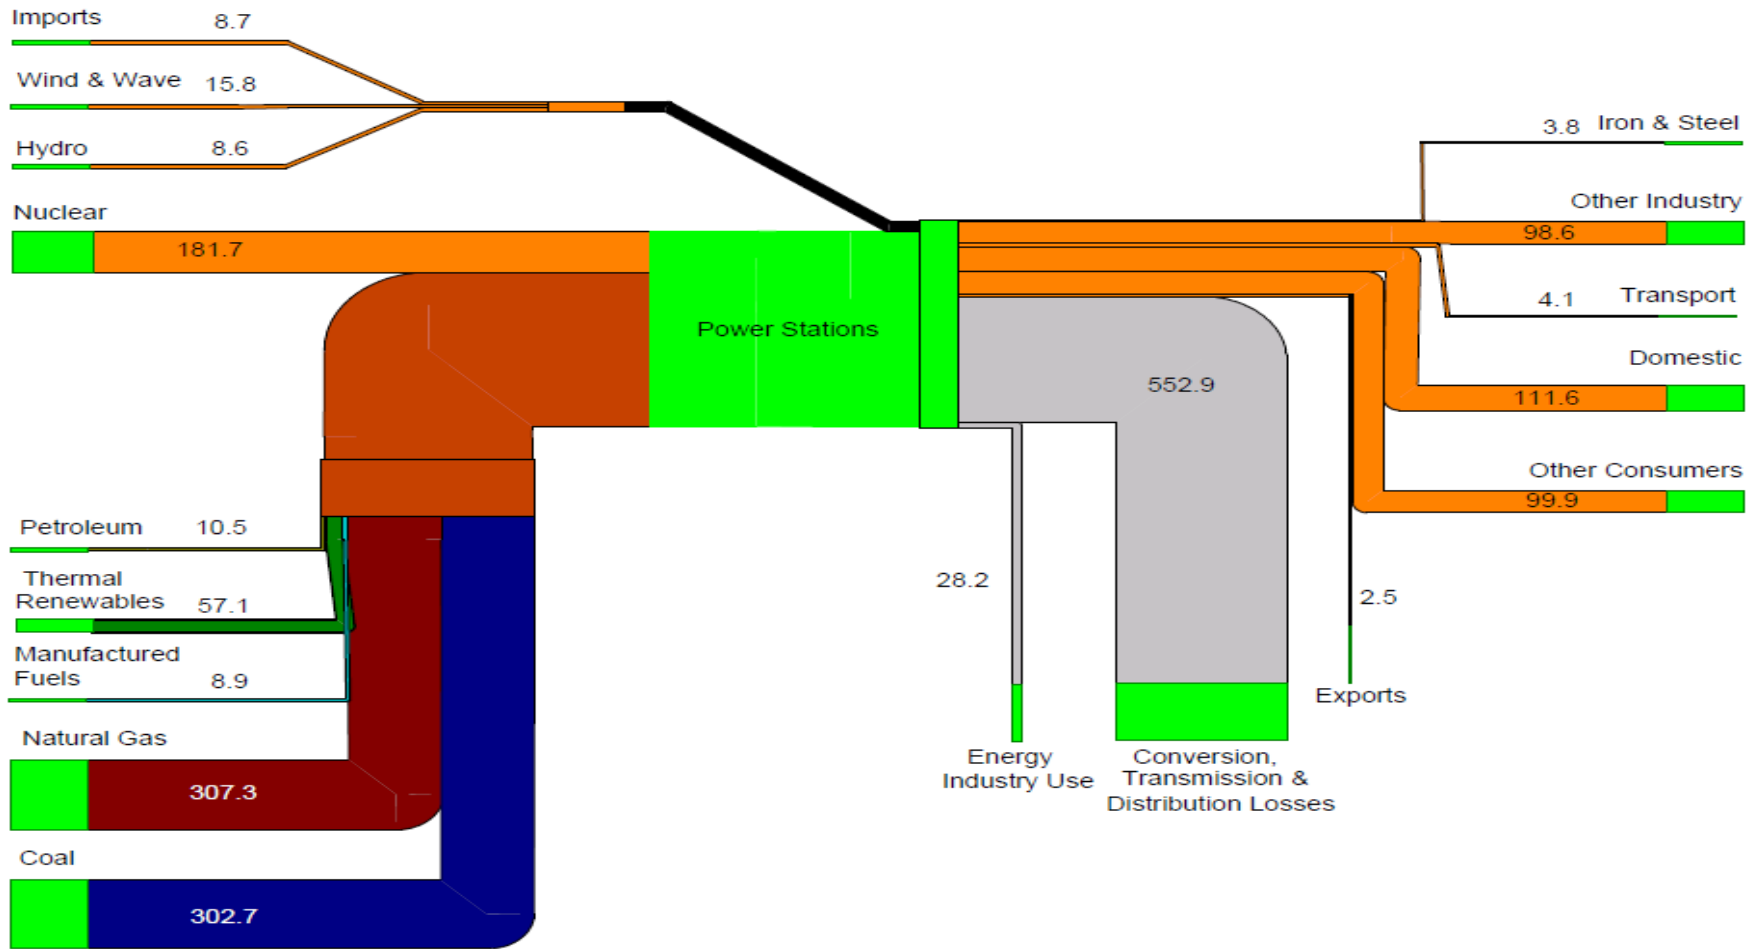 Imports 8.7
Wind & Wave 15.8
Hydro 8.6
Nuclear
181.7
Petroleum 10.5
Thermal
Renewables 57.1
Manufactured
Fuels 8.9
Natural Gas
307.3
Coal
302.7
Power Stations
3.8 Iron & Steel
Other Industry
98.6
4.1 Transport
Domestic
111.6
Other Consumers
99.9
552.9
28.2
2.5
Exports
Energy
Industry Use
Conversion,
Transmission &
Distribution Losses